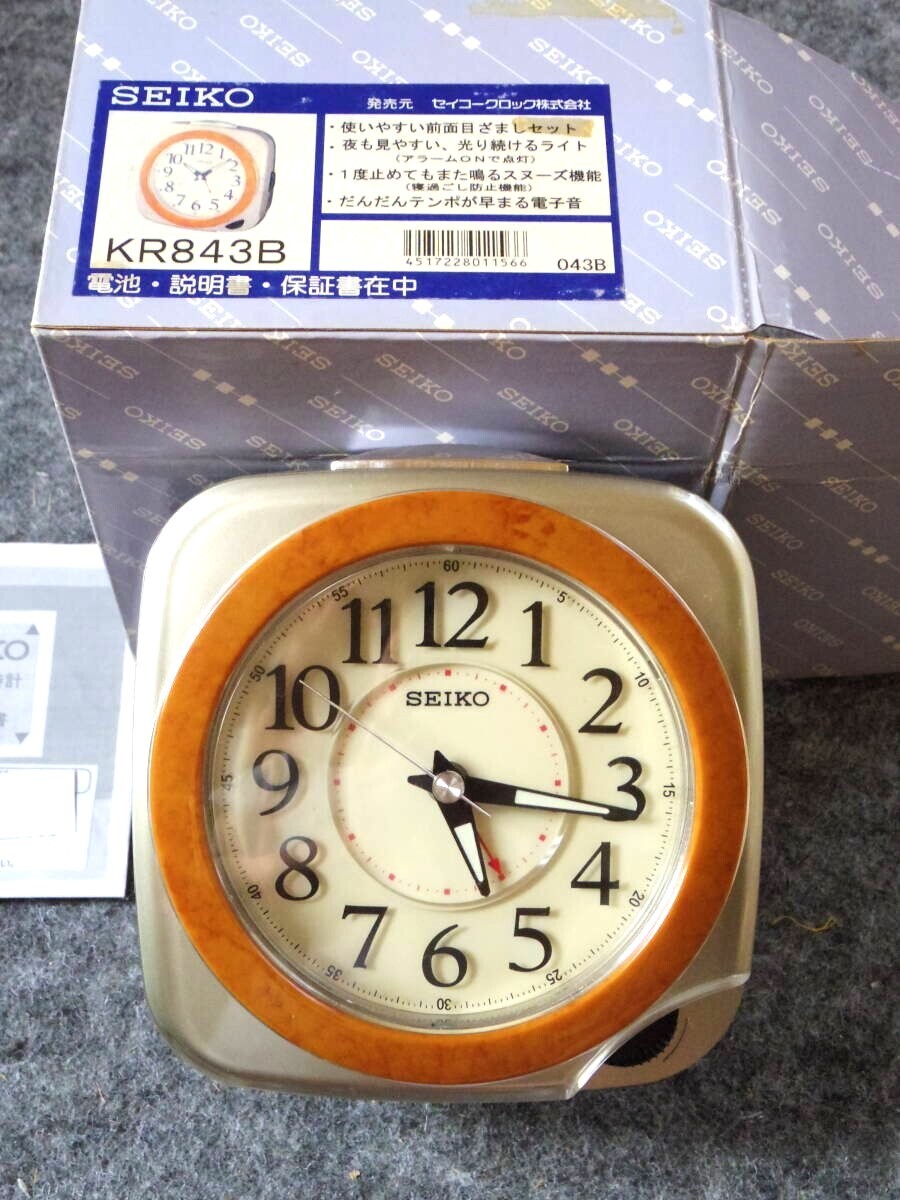 SEIKO
発売元 セイコークロック株式会社
・使いやすい前面目ざましセット
・夜も見やすい、光り続けるライト
(アラームONで点灯)
・1度止めてもまた鳴るスヌーズ機能
(寝過ごし防止機能)
・だんだんテンポが早まる電子音
KR843B
4517228011566
043B
電池・説明書・保証書在中
60
5
10
15
20
25
30
35
40
45
50
55
12
1
2
3
4
5
6
7
8
9
10
11
SEIKO